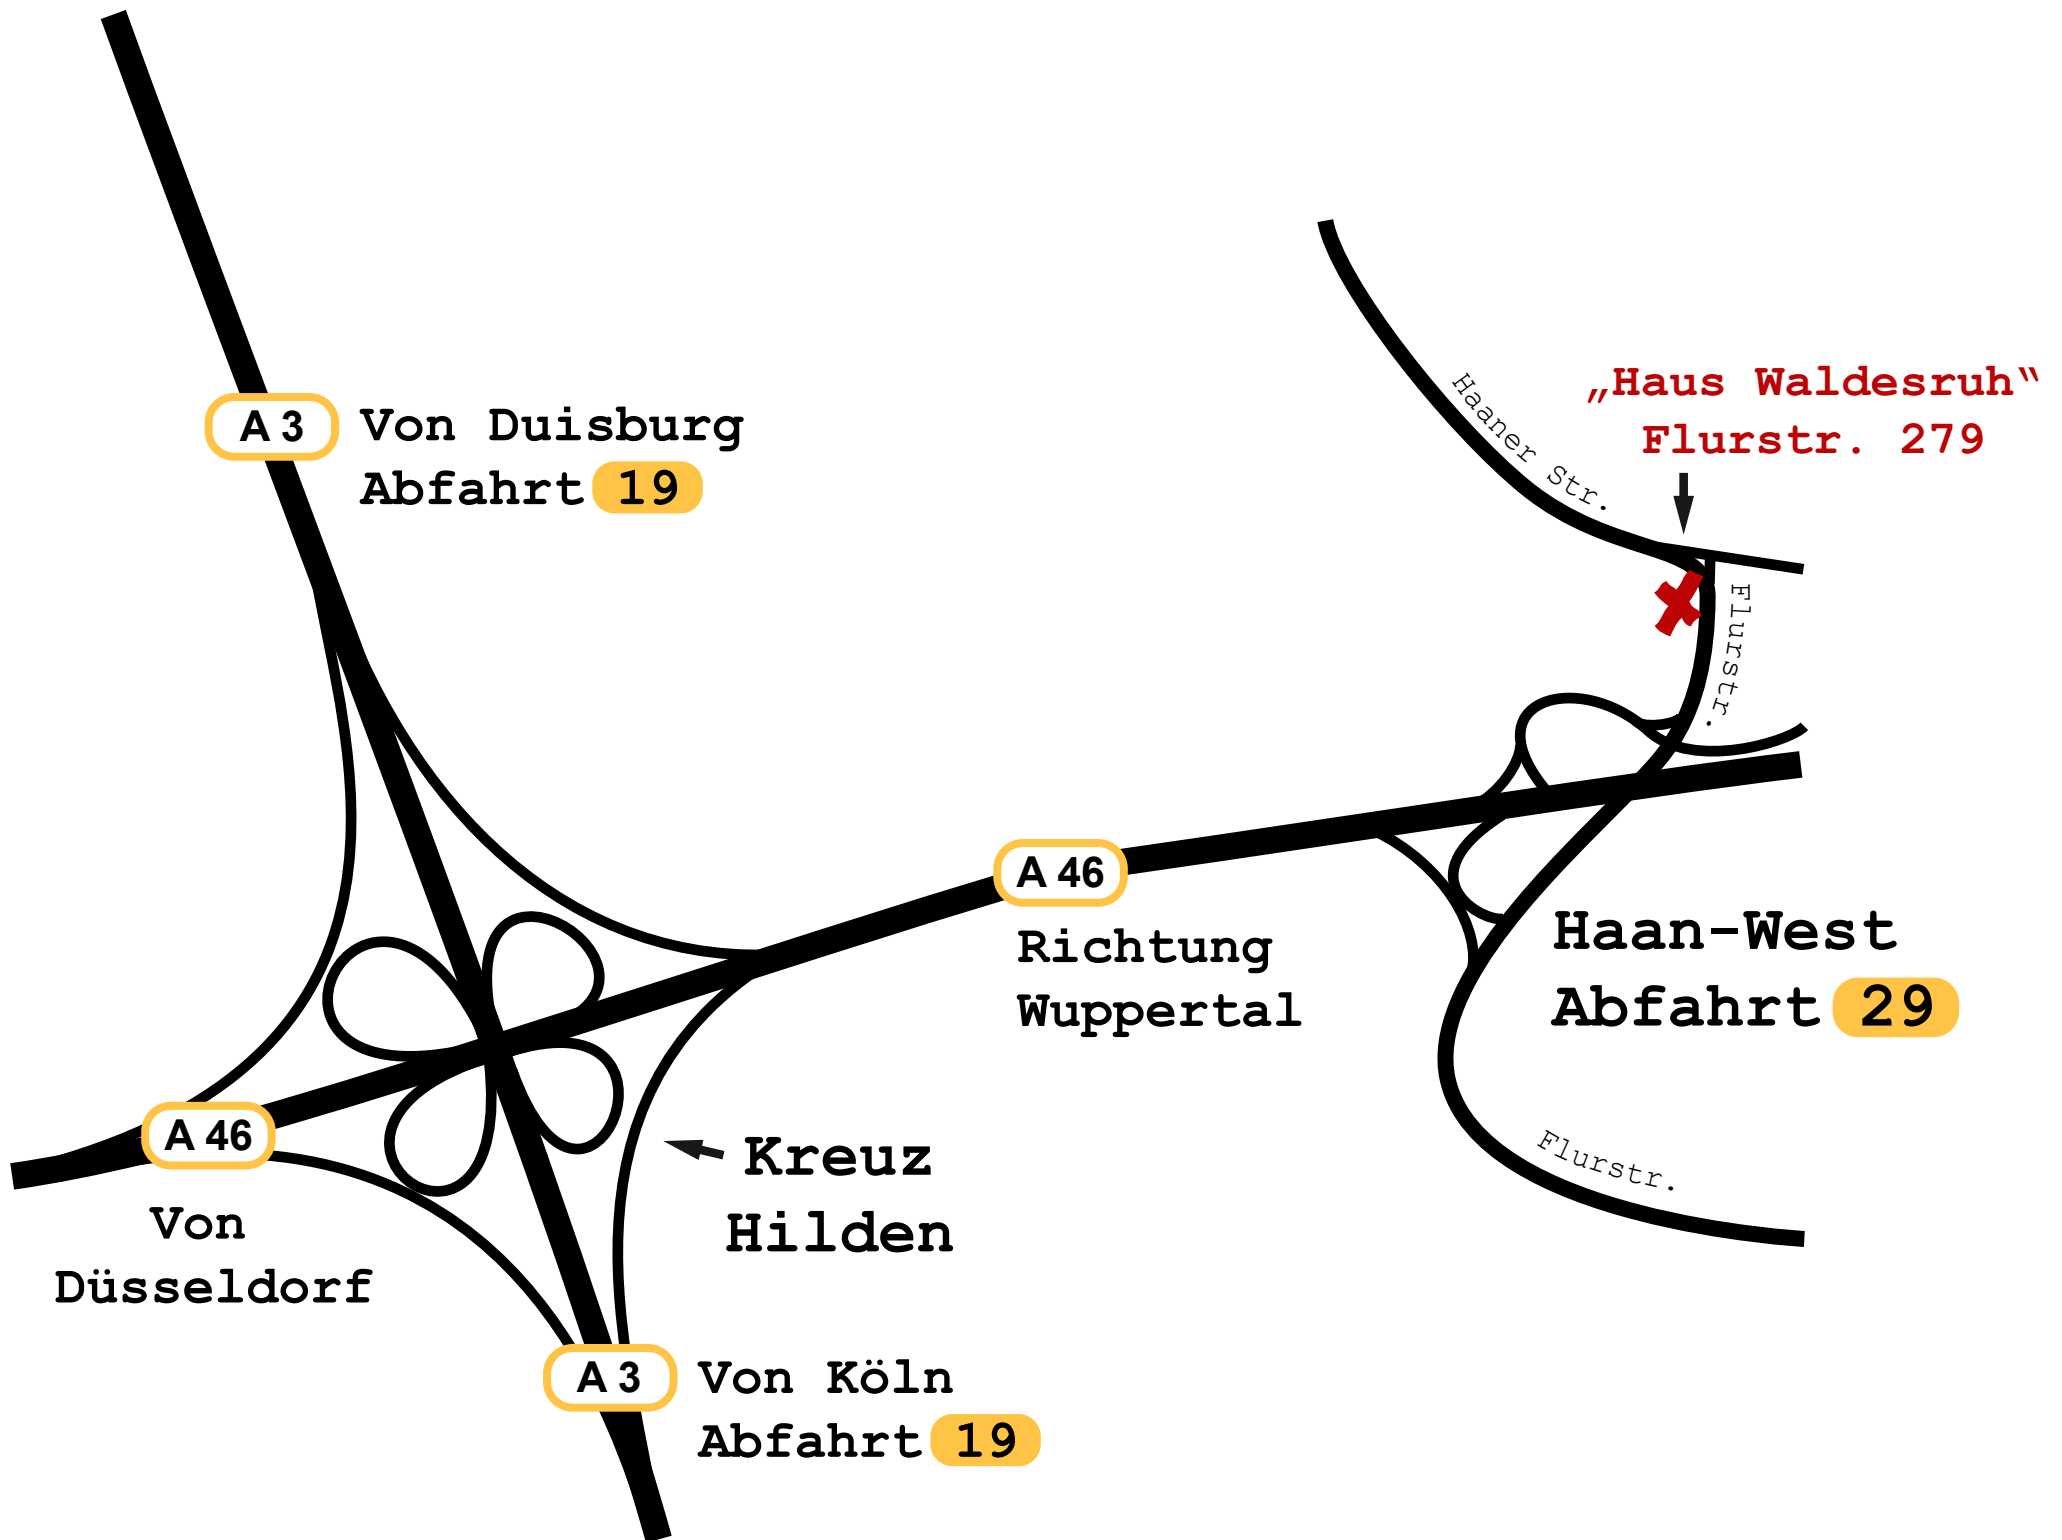 Haaner Str.
„Haus Waldesruh“
Flurstr. 279
A 3
Von Duisburg
Abfahrt 19
Flurstr.
A 46
Richtung
Wuppertal
Haan-West
Abfahrt 29
A 46
Von
Düsseldorf
Kreuz
Hilden
Flurstr.
A 3
Von Köln
Abfahrt 19